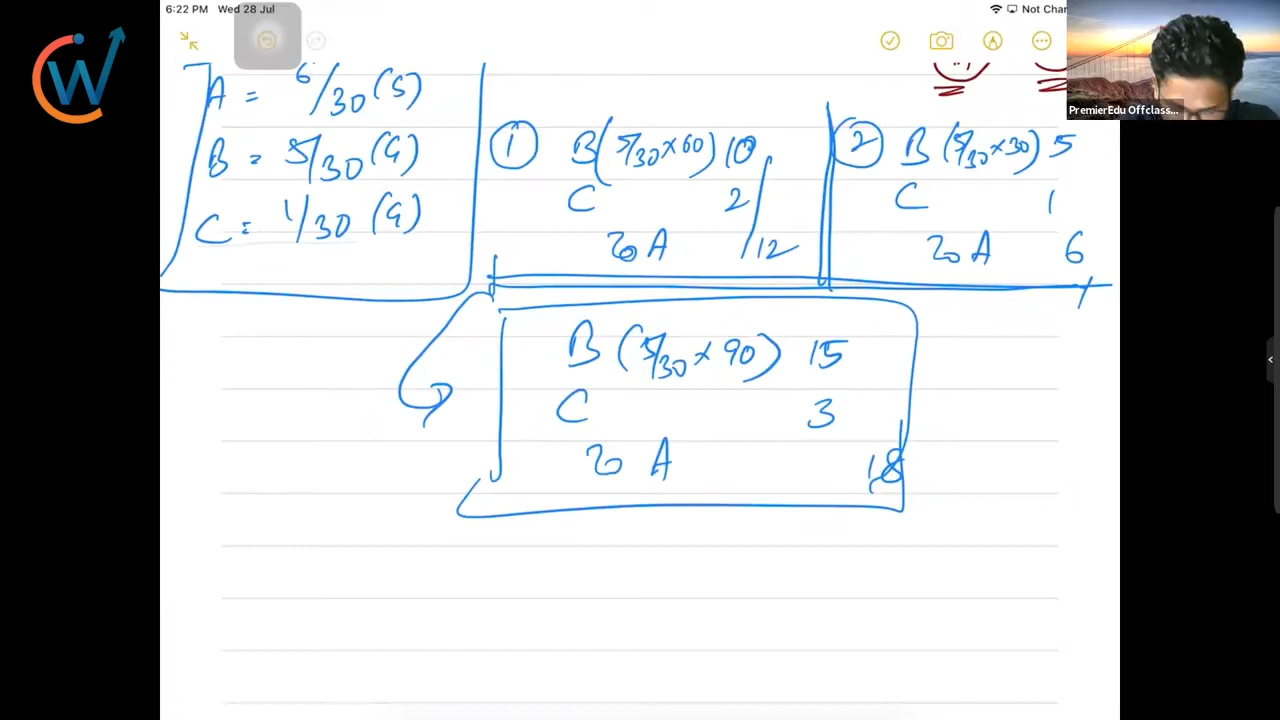 6:22 PM Wed 28 Jul
Not Char
PremierEdu Offclass...
A = 6/30 (S)
B = 5/30 (G)
C = 1/30 (G)
① B (5/30 × 60) 10
C 2
To A 12
② B (5/30 × 30) 5
C 1
To A 6
B (5/30 × 90) 15
C 3
To A 18